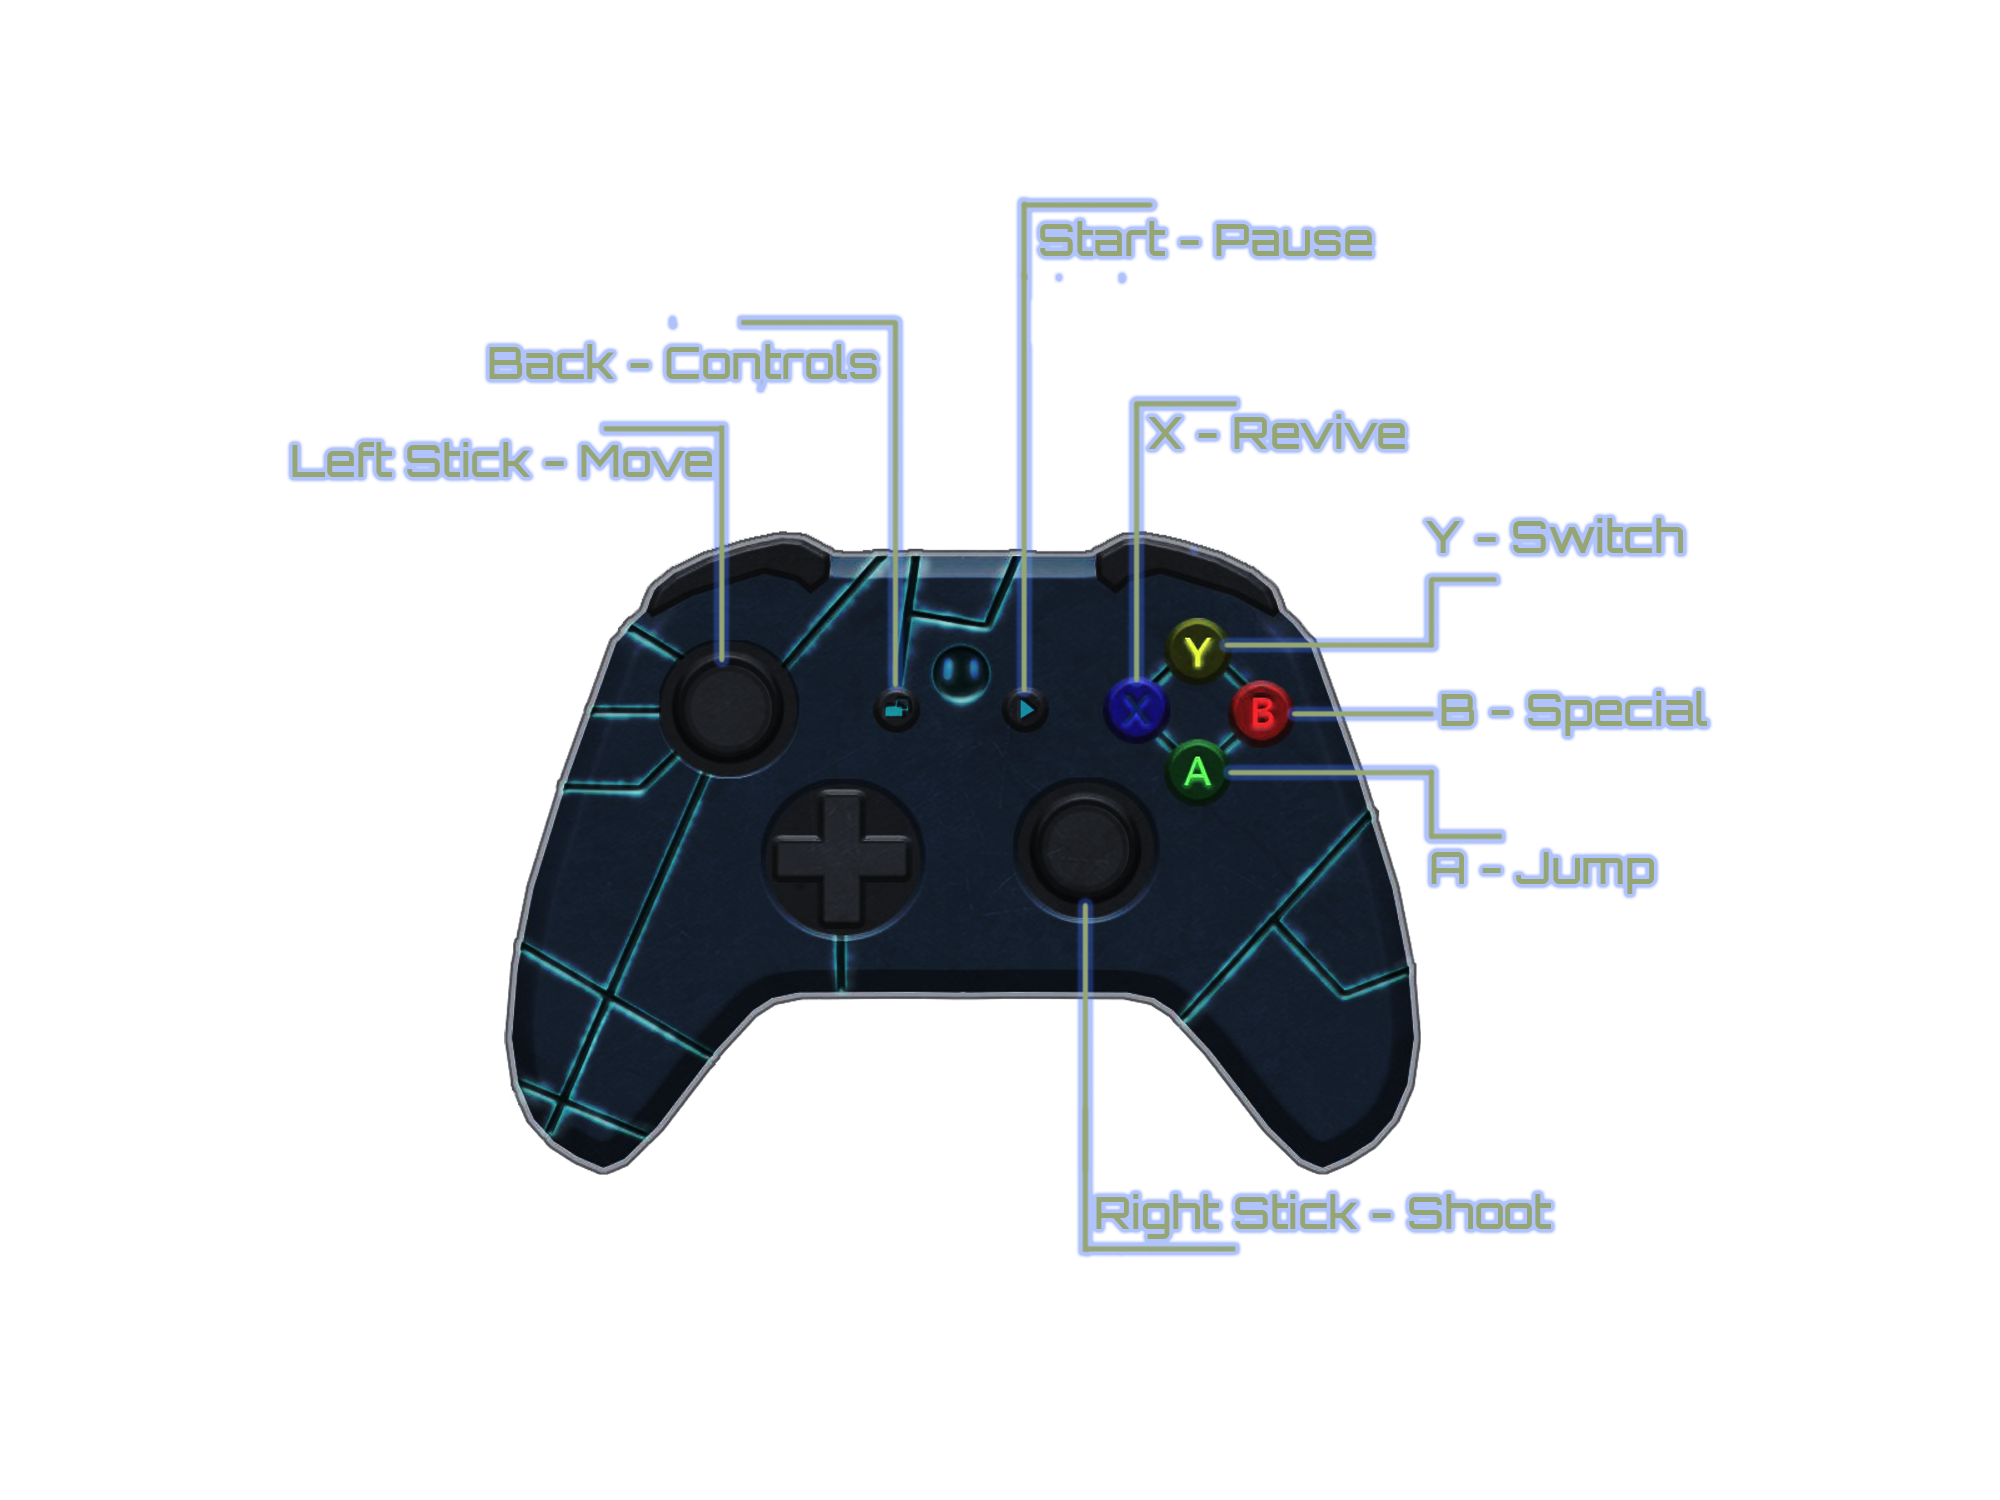 Start - Pause
Back - Controls
X - Revive
Left Stick - Move
Y - Switch
Y
X
B
B - Special
A
A - Jump
Right Stick - Shoot